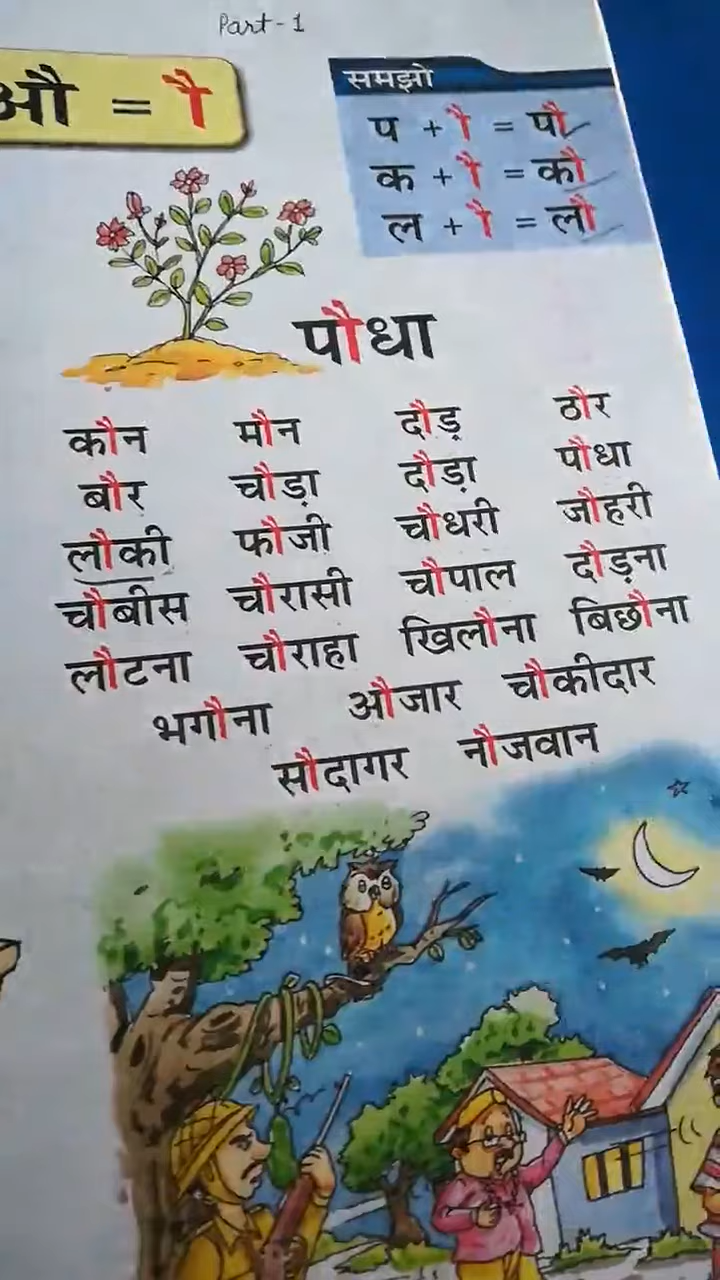 Part-1
औ = ौ
समझो
प + ौ = पौ
क + ौ = कौ
ल + ौ = लौ
पौधा
कौन मौन दौड़ ठौर
बौर चौड़ा दौड़ा पौधा
लौकी फौजी चौधरी जौहरी
चौबीस चौरासी चौपाल दौड़ना
लौटना चौराहा खिलौना बिछौना
भगौना औजार चौकीदार
सौदागर नौजवान